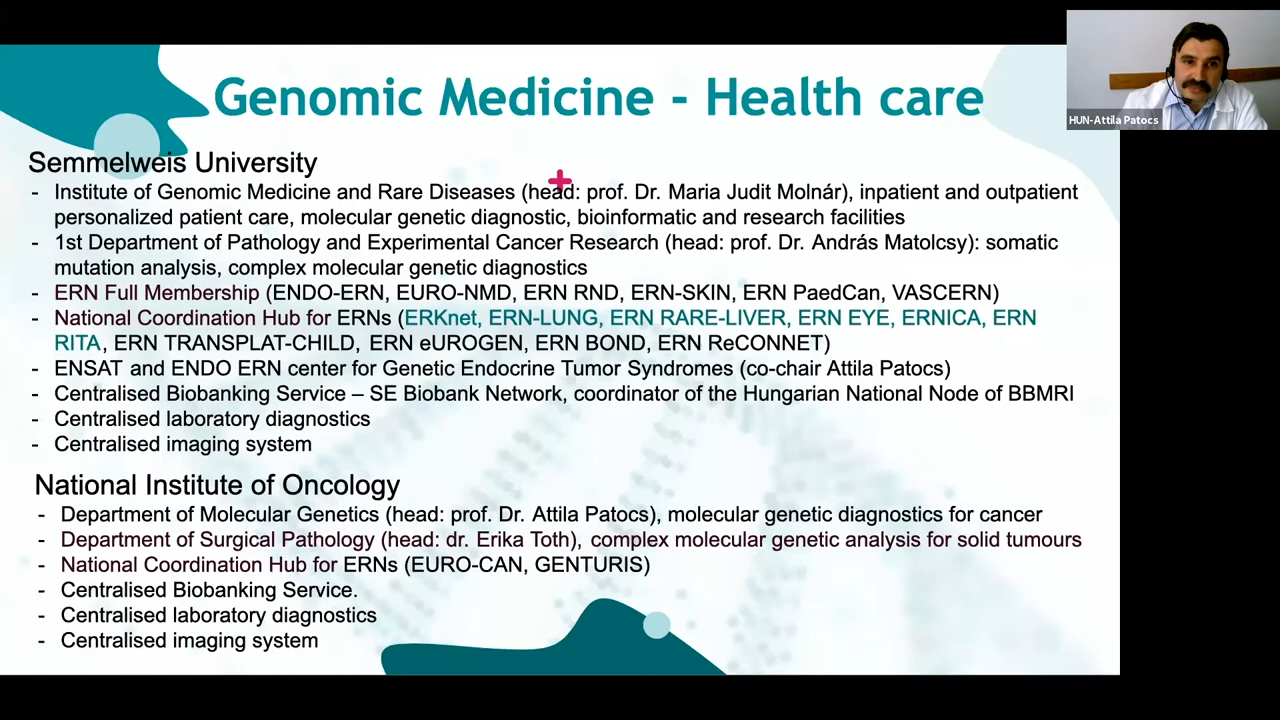 Genomic Medicine - Health care
HUN-Attila Patocs
Semmelweis University
- Institute of Genomic Medicine and Rare Diseases (head: prof. Dr. Maria Judit Molnár), inpatient and outpatient
personalized patient care, molecular genetic diagnostic, bioinformatic and research facilities
- 1st Department of Pathology and Experimental Cancer Research (head: prof. Dr. András Matolcsy): somatic
mutation analysis, complex molecular genetic diagnostics
- ERN Full Membership (ENDO-ERN, EURO-NMD, ERN RND, ERN-SKIN, ERN PaedCan, VASCERN)
- National Coordination Hub for ERNs (ERKnet, ERN-LUNG, ERN RARE-LIVER, ERN EYE, ERNICA, ERN
RITA, ERN TRANSPLAT-CHILD, ERN eUROGEN, ERN BOND, ERN ReCONNET)
- ENSAT and ENDO ERN center for Genetic Endocrine Tumor Syndromes (co-chair Attila Patocs)
- Centralised Biobanking Service – SE Biobank Network, coordinator of the Hungarian National Node of BBMRI
- Centralised laboratory diagnostics
- Centralised imaging system
National Institute of Oncology
- Department of Molecular Genetics (head: prof. Dr. Attila Patocs), molecular genetic diagnostics for cancer
- Department of Surgical Pathology (head: dr. Erika Toth), complex molecular genetic analysis for solid tumours
- National Coordination Hub for ERNs (EURO-CAN, GENTURIS)
- Centralised Biobanking Service.
- Centralised laboratory diagnostics
- Centralised imaging system